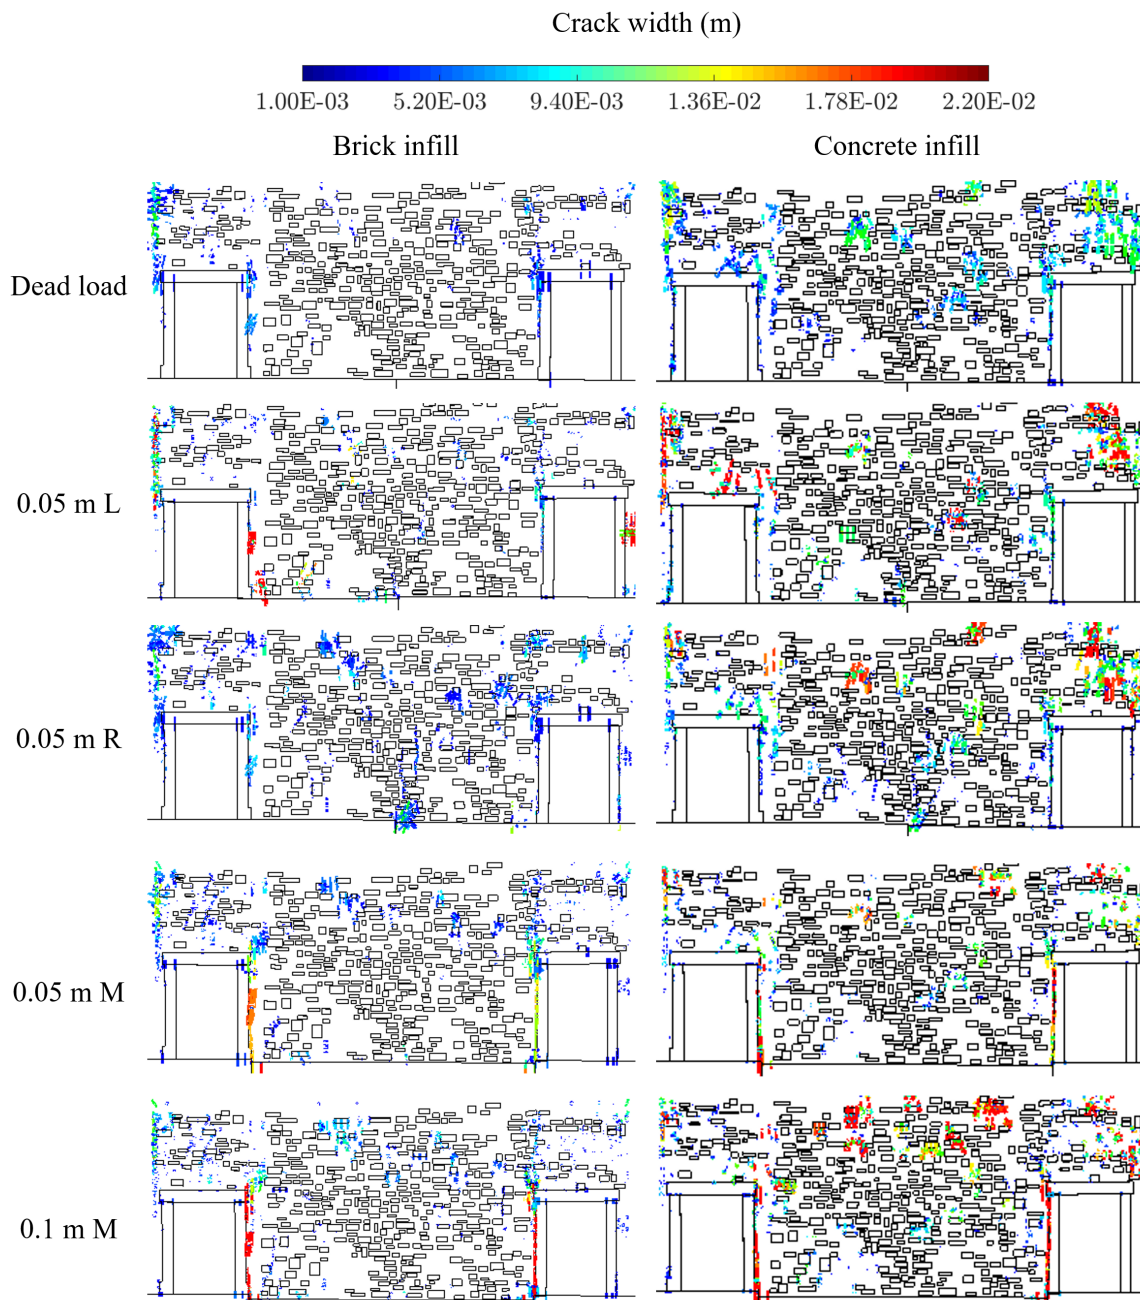 Crack width (m)
1.00E-03 5.20E-03 9.40E-03 1.36E-02 1.78E-02 2.20E-02
Brick infill Concrete infill
Dead load
0.05 m L
0.05 m R
0.05 m M
0.1 m M